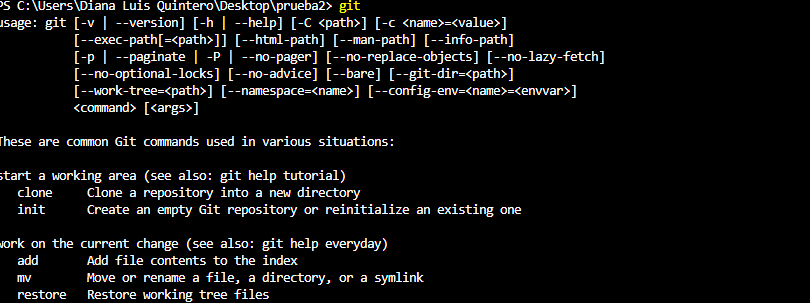 PS C:\Users\Diana Luis Quintero\Desktop\prueba2> git
usage: git [-v | --version] [-h | --help] [-C <path>] [-c <name>=<value>]
[--exec-path[=<path>]] [--html-path] [--man-path] [--info-path]
[-p | --paginate | -P | --no-pager] [--no-replace-objects] [--no-lazy-fetch]
[--no-optional-locks] [--no-advice] [--bare] [--git-dir=<path>]
[--work-tree=<path>] [--namespace=<name>] [--config-env=<name>=<envvar>]
<command> [<args>]
These are common Git commands used in various situations:
start a working area (see also: git help tutorial)
clone Clone a repository into a new directory
init Create an empty Git repository or reinitialize an existing one
work on the current change (see also: git help everyday)
add Add file contents to the index
mv Move or rename a file, a directory, or a symlink
restore Restore working tree files